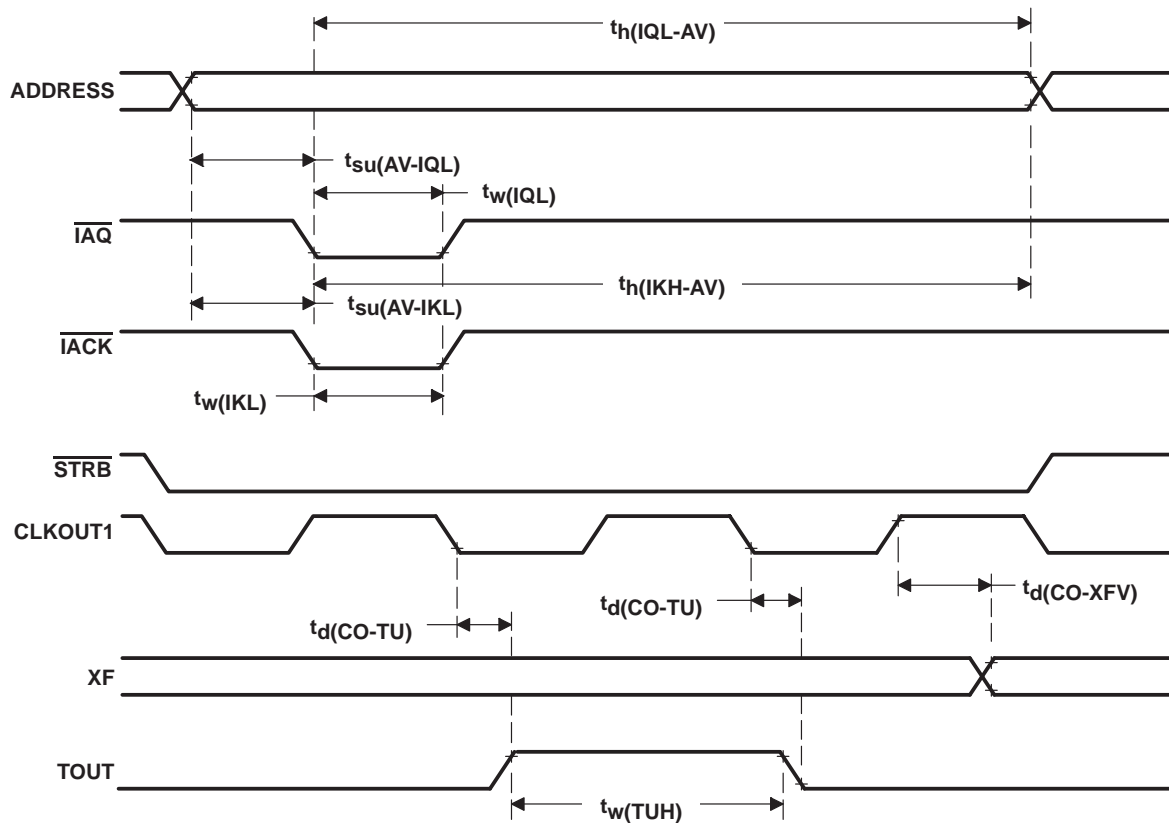 th(IQL-AV)
ADDRESS
tsu(AV-IQL)
tw(IQL)
IAQ
th(IKH-AV)
tsu(AV-IKL)
IACK
tw(IKL)
STRB
CLKOUT1
td(CO-XFV)
td(CO-TU)
td(CO-TU)
XF
TOUT
tw(TUH)